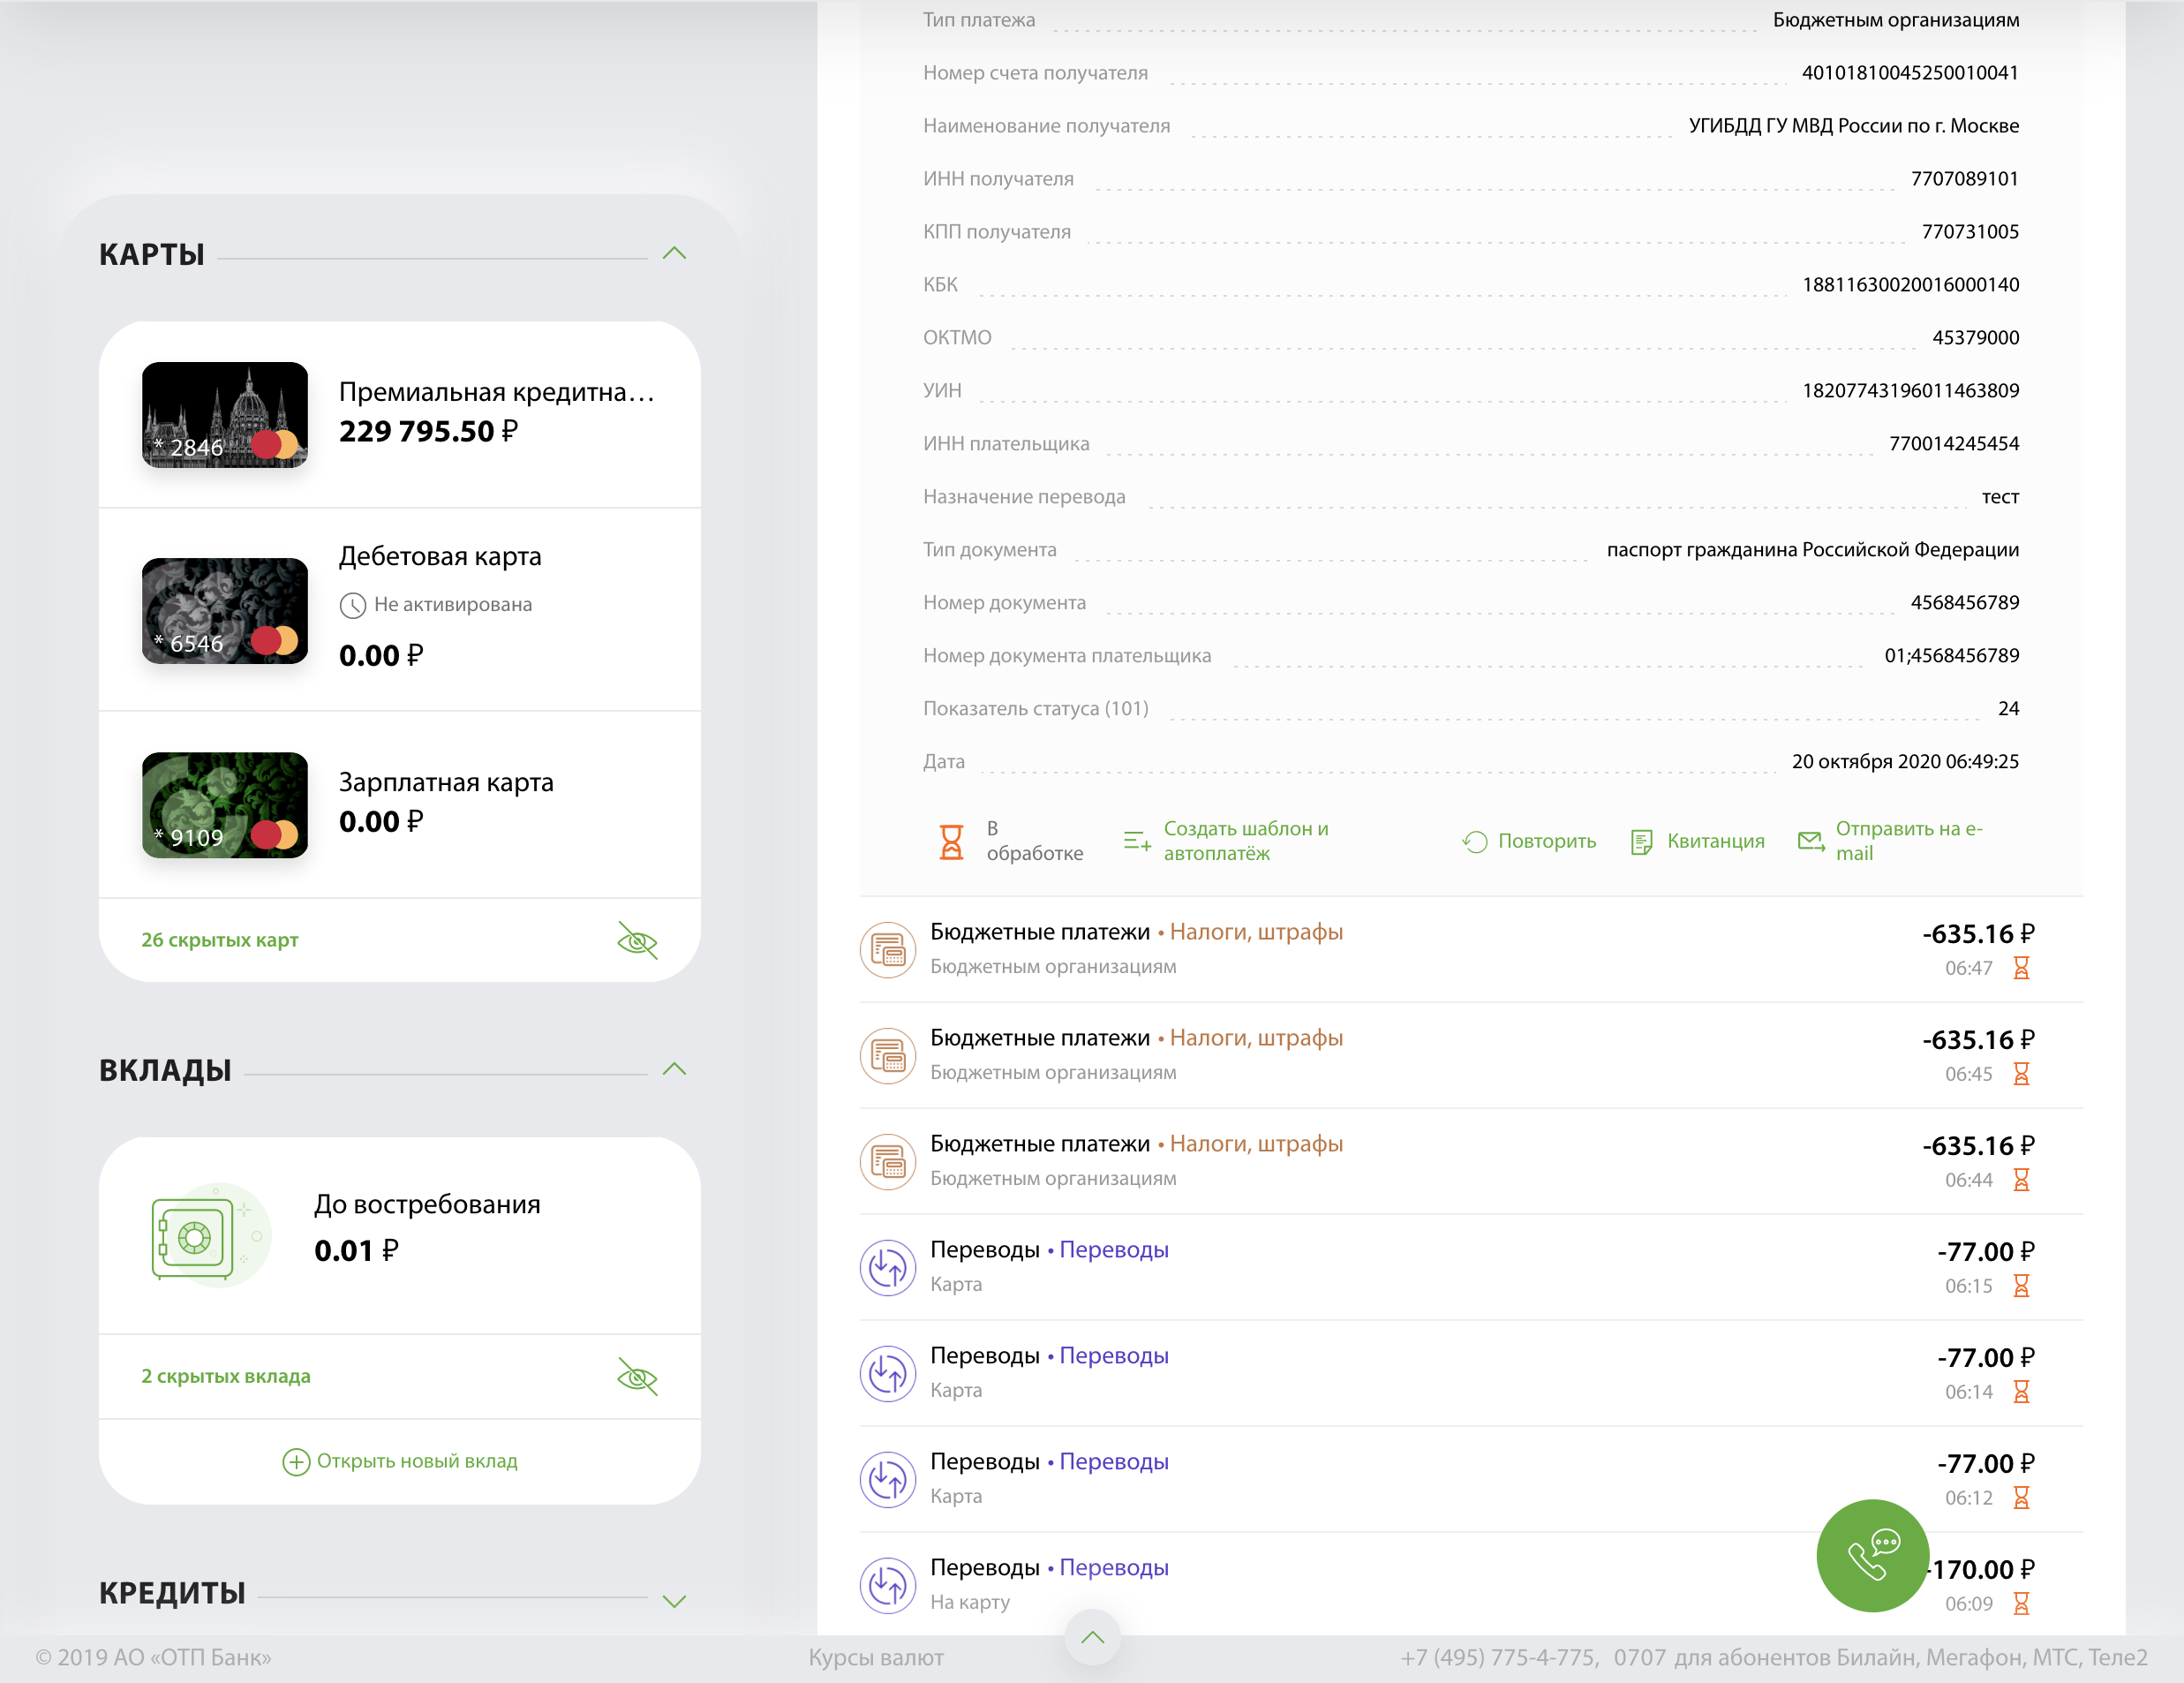 КАРТЫ
* 2846
Премиальная кредитна...
229 795.50 ₽
* 6546
Дебетовая карта
Не активирована
0.00 ₽
* 9109
Зарплатная карта
0.00 ₽
26 скрытых карт
ВКЛАДЫ
До востребования
0.01 ₽
2 скрытых вклада
Открыть новый вклад
КРЕДИТЫ
Тип платежа Бюджетным организациям
Номер счета получателя 40101810045250010041
Наименование получателя УГИБДД ГУ МВД России по г. Москве
ИНН получателя 7707089101
КПП получателя 770731005
КБК 18811630020016000140
ОКТМО 45379000
УИН 18207743196011463809
ИНН плательщика 770014245454
Назначение перевода тест
Тип документа паспорт гражданина Российской Федерации
Номер документа 4568456789
Номер документа плательщика 01;4568456789
Показатель статуса (101) 24
Дата 20 октября 2020 06:49:25
В
обработке
Создать шаблон и
автоплатёж
Повторить
Квитанция
Отправить на e-
mail
Бюджетные платежи • Налоги, штрафы -635.16 ₽
Бюджетным организациям 06:47
Бюджетные платежи • Налоги, штрафы -635.16 ₽
Бюджетным организациям 06:45
Бюджетные платежи • Налоги, штрафы -635.16 ₽
Бюджетным организациям 06:44
Переводы • Переводы -77.00 ₽
Карта 06:15
Переводы • Переводы -77.00 ₽
Карта 06:14
Переводы • Переводы -77.00 ₽
Карта 06:12
Переводы • Переводы -170.00 ₽
На карту 06:09
© 2019 АО «ОТП Банк» Курсы валют +7 (495) 775-4-775, 0707 для абонентов Билайн, Мегафон, МТС, Теле2